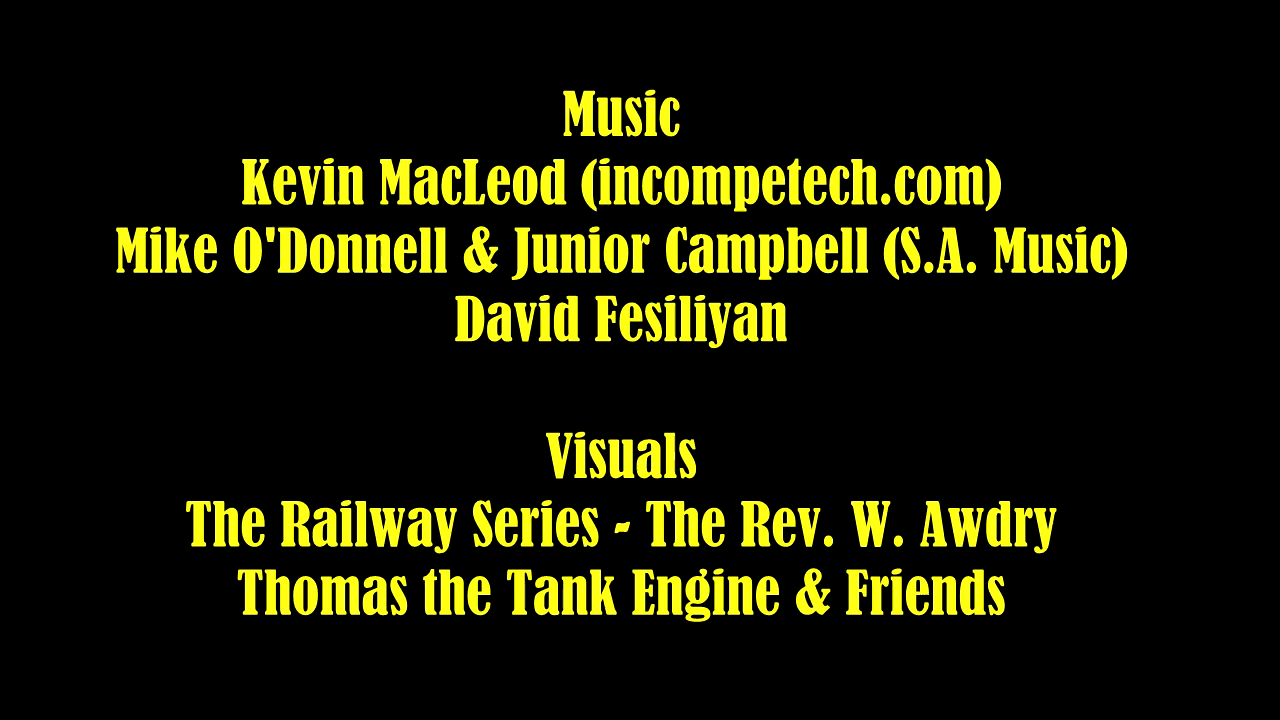 Music
Kevin MacLeod (incompetech.com)
Mike O'Donnell & Junior Campbell (S.A. Music)
David Fesiliyan
Visuals
The Railway Series - The Rev. W. Awdry
Thomas the Tank Engine & Friends